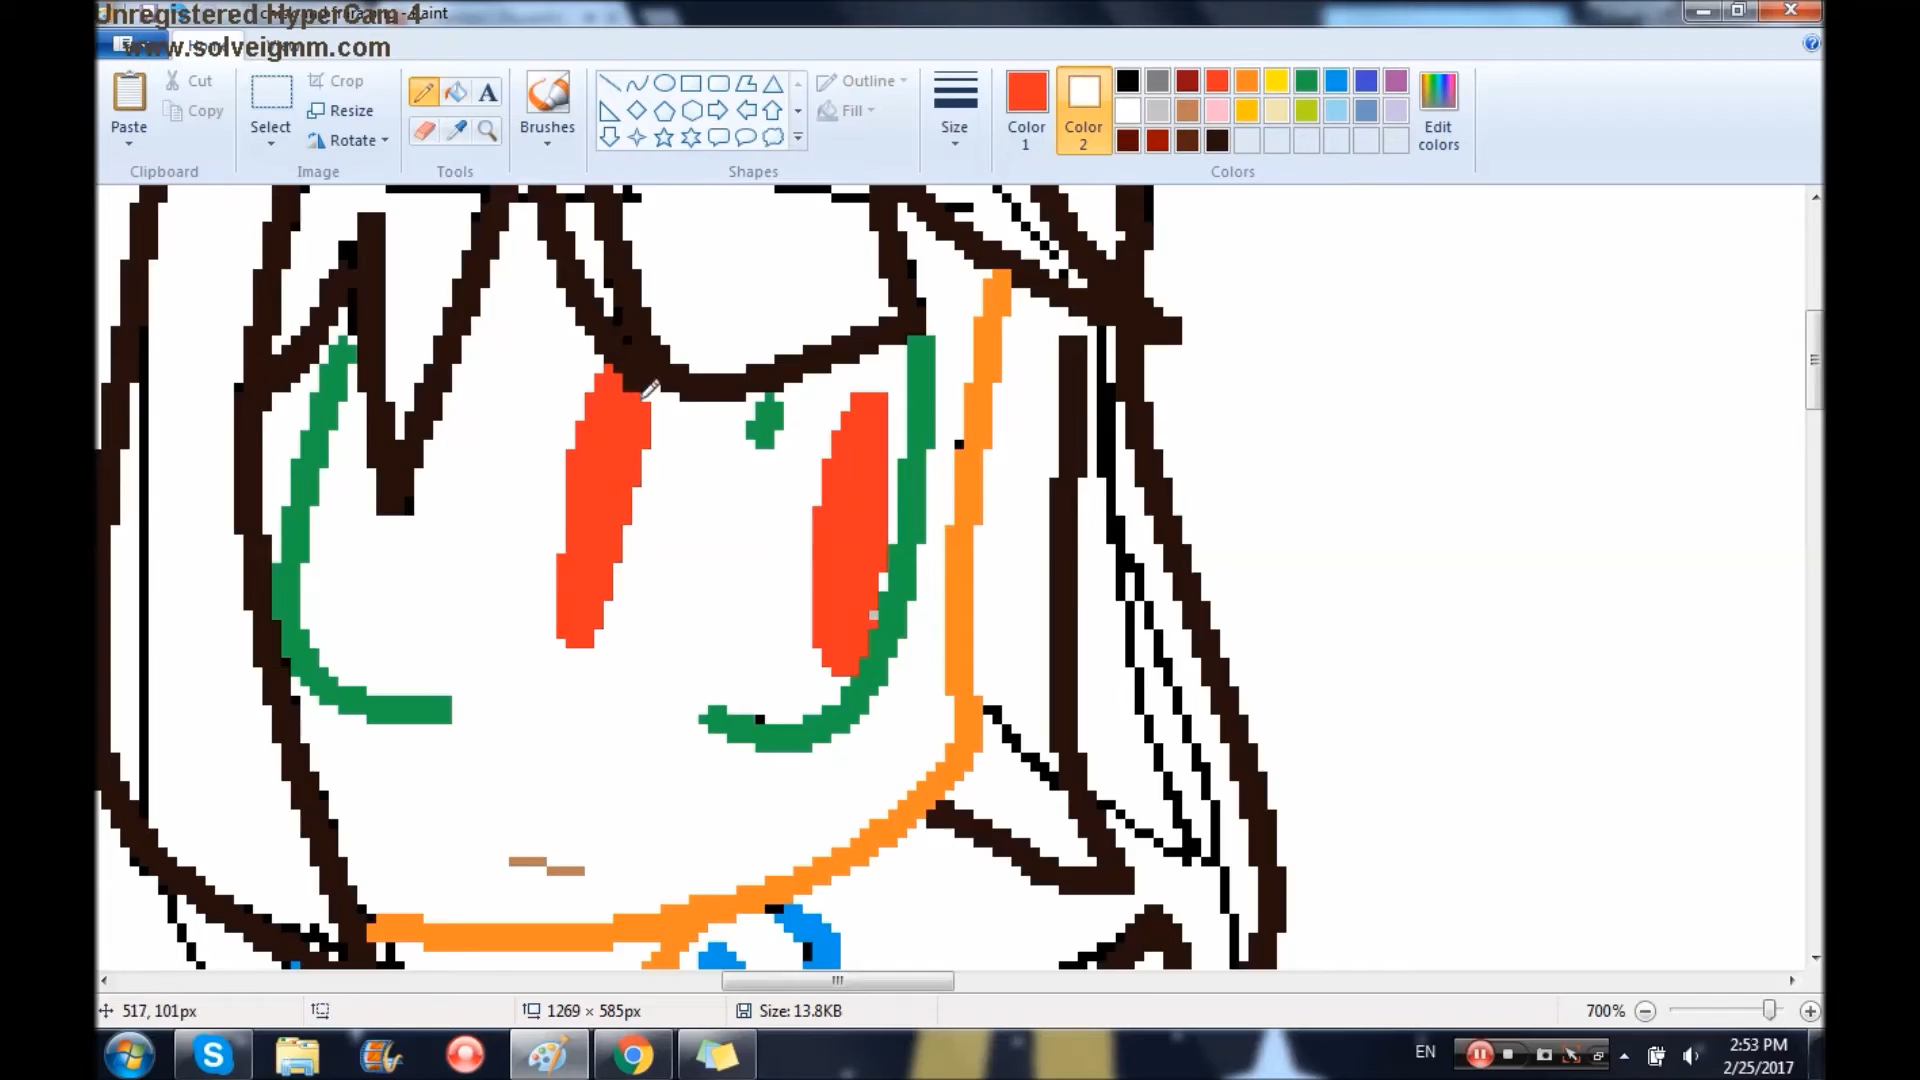 Unregistered HyperCam 4
- Paint
www.solveigmm.com
Cut
Copy
Paste
Clipboard
Crop
Resize
Rotate
Select
Image
A
Tools
Brushes
Outline
Fill
Shapes
Size
Color
1
Color
2
Edit
colors
Colors
517, 101px
1269 × 585px
Size: 13.8KB
700%
EN
2:53 PM
2/25/2017